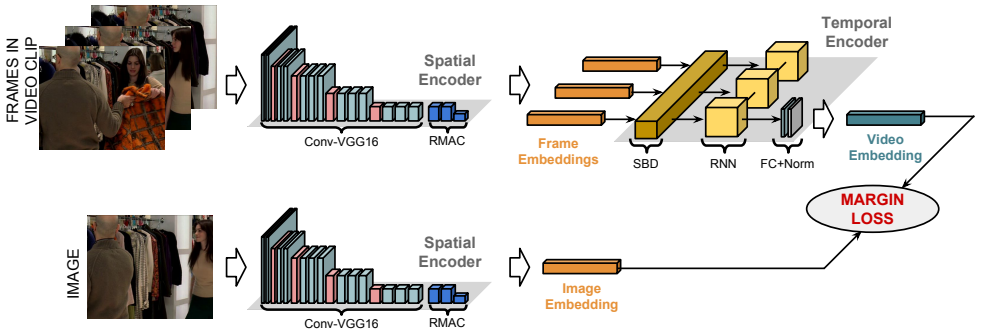 FRAMES IN
VIDEO CLIP
Spatial
Encoder
Conv-VGG16
RMAC
Frame
Embeddings
Temporal
Encoder
SBD
RNN
FC+Norm
Video
Embedding
MARGIN
LOSS
IMAGE
Spatial
Encoder
Conv-VGG16
RMAC
Image
Embedding